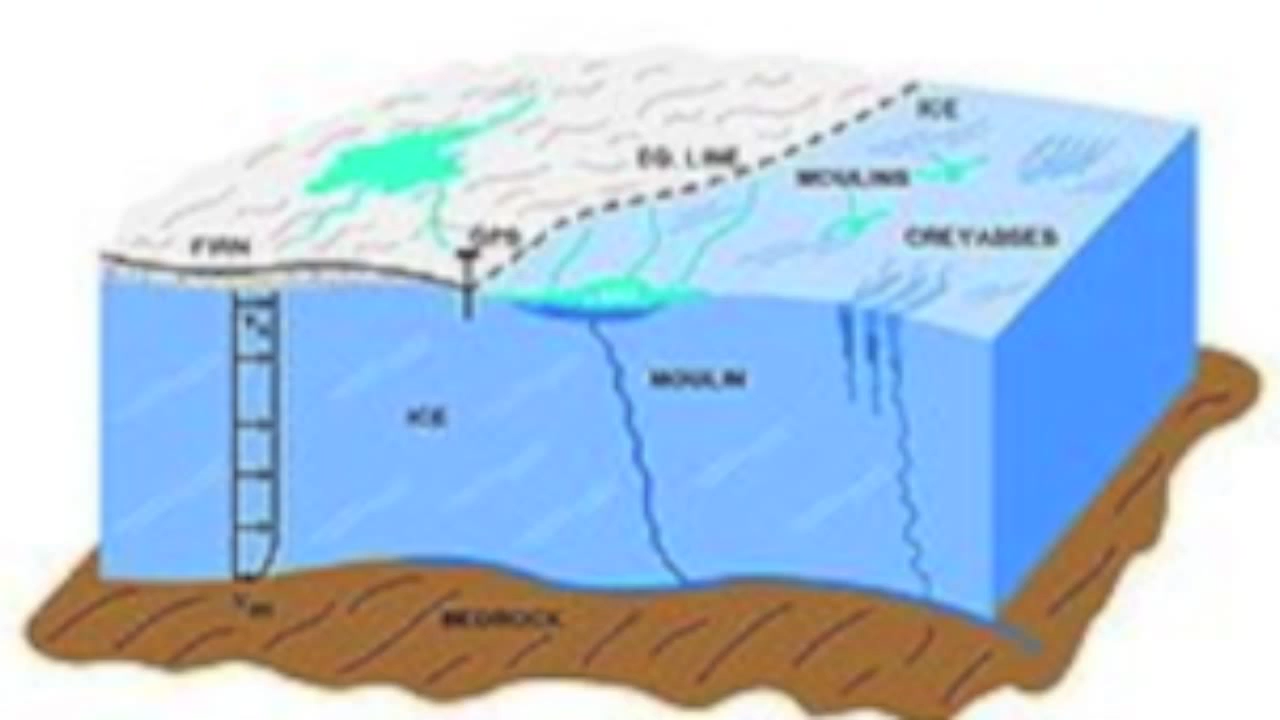 ICE
EQ. LINE
MOULINS
CREVASSES
GPS
FIRN
MOULIN
ICE
BEDROCK